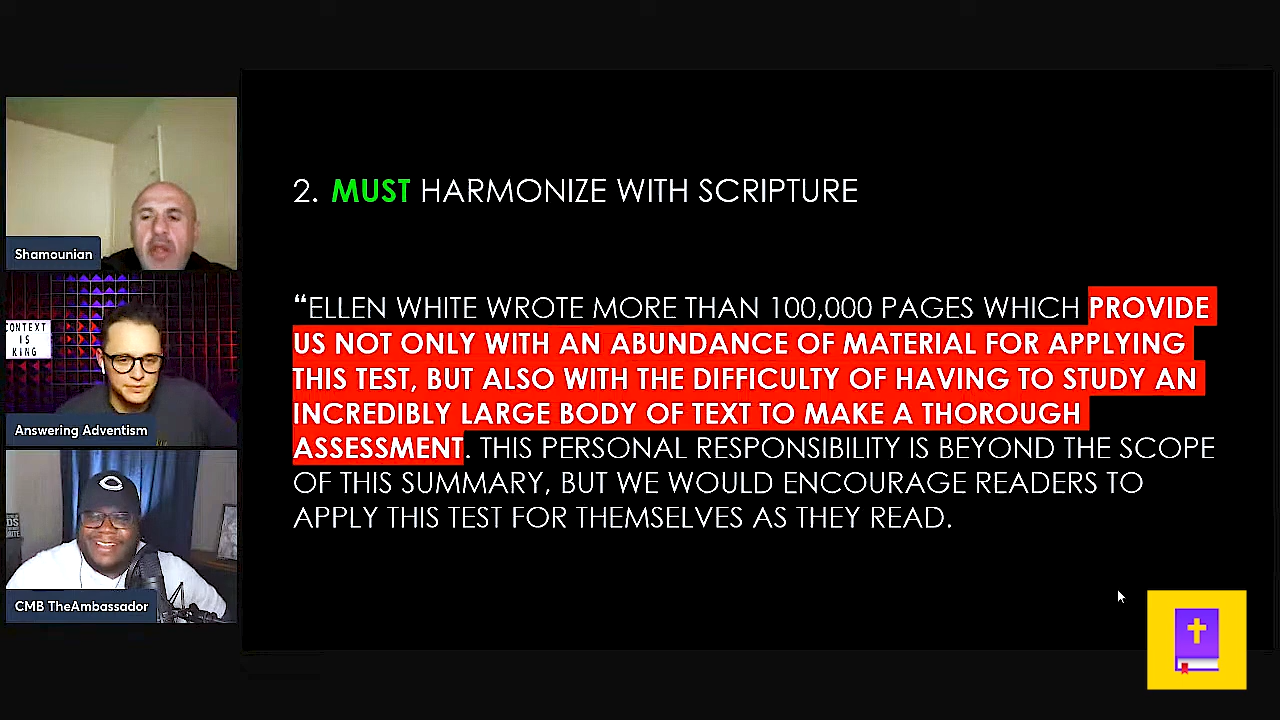 2. MUST HARMONIZE WITH SCRIPTURE
“ELLEN WHITE WROTE MORE THAN 100,000 PAGES WHICH PROVIDE
US NOT ONLY WITH AN ABUNDANCE OF MATERIAL FOR APPLYING
THIS TEST, BUT ALSO WITH THE DIFFICULTY OF HAVING TO STUDY AN
INCREDIBLY LARGE BODY OF TEXT TO MAKE A THOROUGH
ASSESSMENT. THIS PERSONAL RESPONSIBILITY IS BEYOND THE SCOPE
OF THIS SUMMARY, BUT WE WOULD ENCOURAGE READERS TO
APPLY THIS TEST FOR THEMSELVES AS THEY READ.
Shamounian
CONTEXT
IS
KING
Answering Adventism
CMB TheAmbassador